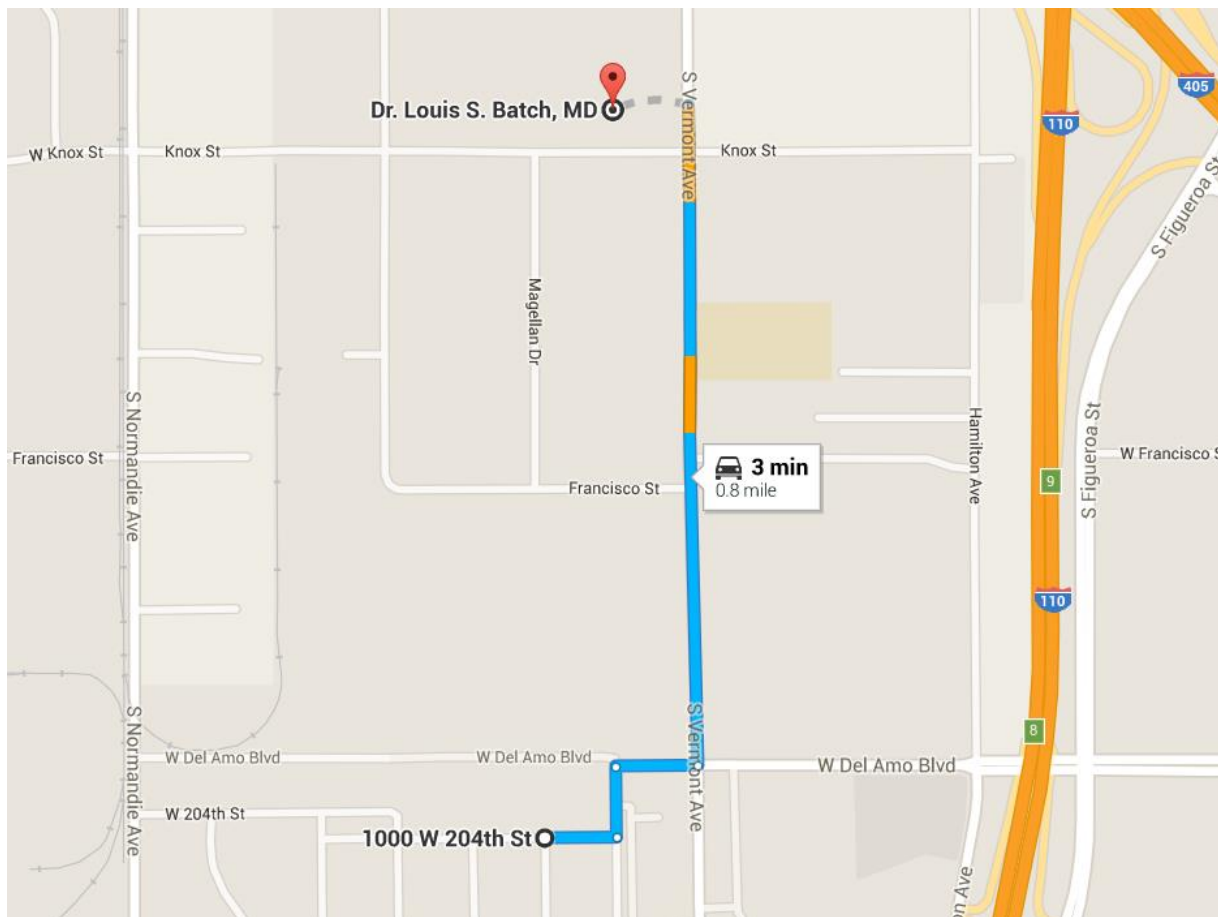 405
110
S Vermont Ave
Dr. Louis S. Batch, MD
W Knox St
Knox St
Knox St
S Figueroa St
Magellan Dr
S Normandie Ave
Hamilton Ave
S Figueroa St
Francisco St
W Francisco S
3 min
0.8 mile
Francisco St
9
110
S Normandie Ave
S Vermont Ave
8
W Del Amo Blvd
W Del Amo Blvd
W Del Amo Blvd
W 204th St
1000 W 204th St
on Ave